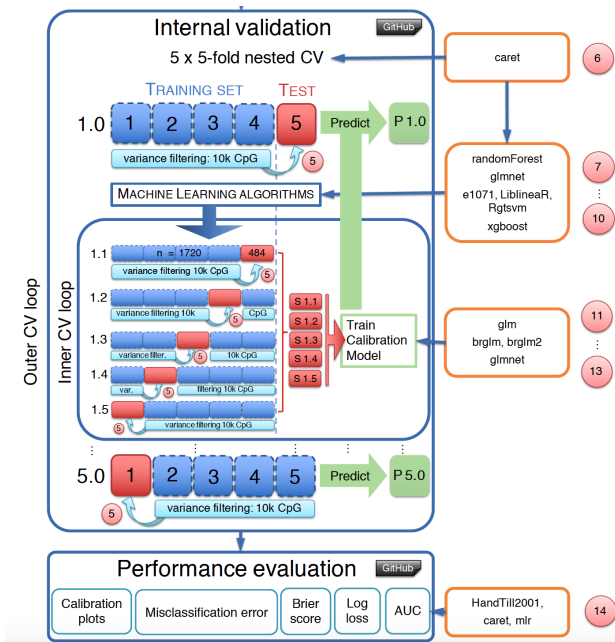 Internal validation
GitHub
5 x 5-fold nested CV
caret
6
TRAINING SET
TEST
1.0
1
2
3
4
5
Predict
P 1.0
variance filtering: 10k CpG
5
randomForest
glmnet
e1071, LiblineaR,
Rgtsvm
xgboost
7
10
MACHINE LEARNING ALGORITHMS
Outer CV loop
Inner CV loop
1.1
n = 1720
484
variance filtering 10k CpG
5
1.2
variance filtering 10k
5
CpG
1.3
variance filter.
5
10k CpG
1.4
var.
5
filtering 10k CpG
1.5
5
variance filtering 10k CpG
S 1.1
S 1.2
S 1.3
S 1.4
S 1.5
Train
Calibration
Model
glm
brglm, brglm2
glmnet
11
13
5.0
1
2
3
4
5
Predict
P 5.0
5
variance filtering: 10k CpG
Performance evaluation
GitHub
Calibration
plots
Misclassification error
Brier
score
Log
loss
AUC
HandTill2001,
caret, mlr
14